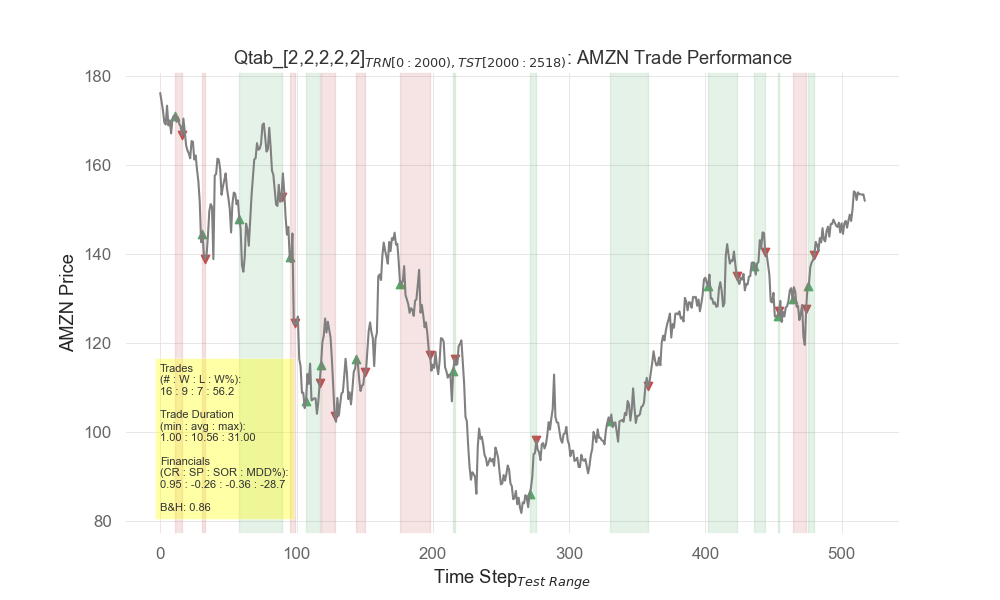 Qtab_[2,2,2,2,2]TRN[0 : 2000), TST[2000 : 2518): AMZN Trade Performance
180
160
140
120
100
80
AMZN Price
Trades
(# : W : L : W%):
16 : 9 : 7 : 56.2
Trade Duration
(min : avg : max):
1.00 : 10.56 : 31.00
Financials
(CR : SP : SOR : MDD%):
0.95 : -0.26 : -0.36 : -28.7
B&H: 0.86
0 100 200 300 400 500
Time StepTest Range